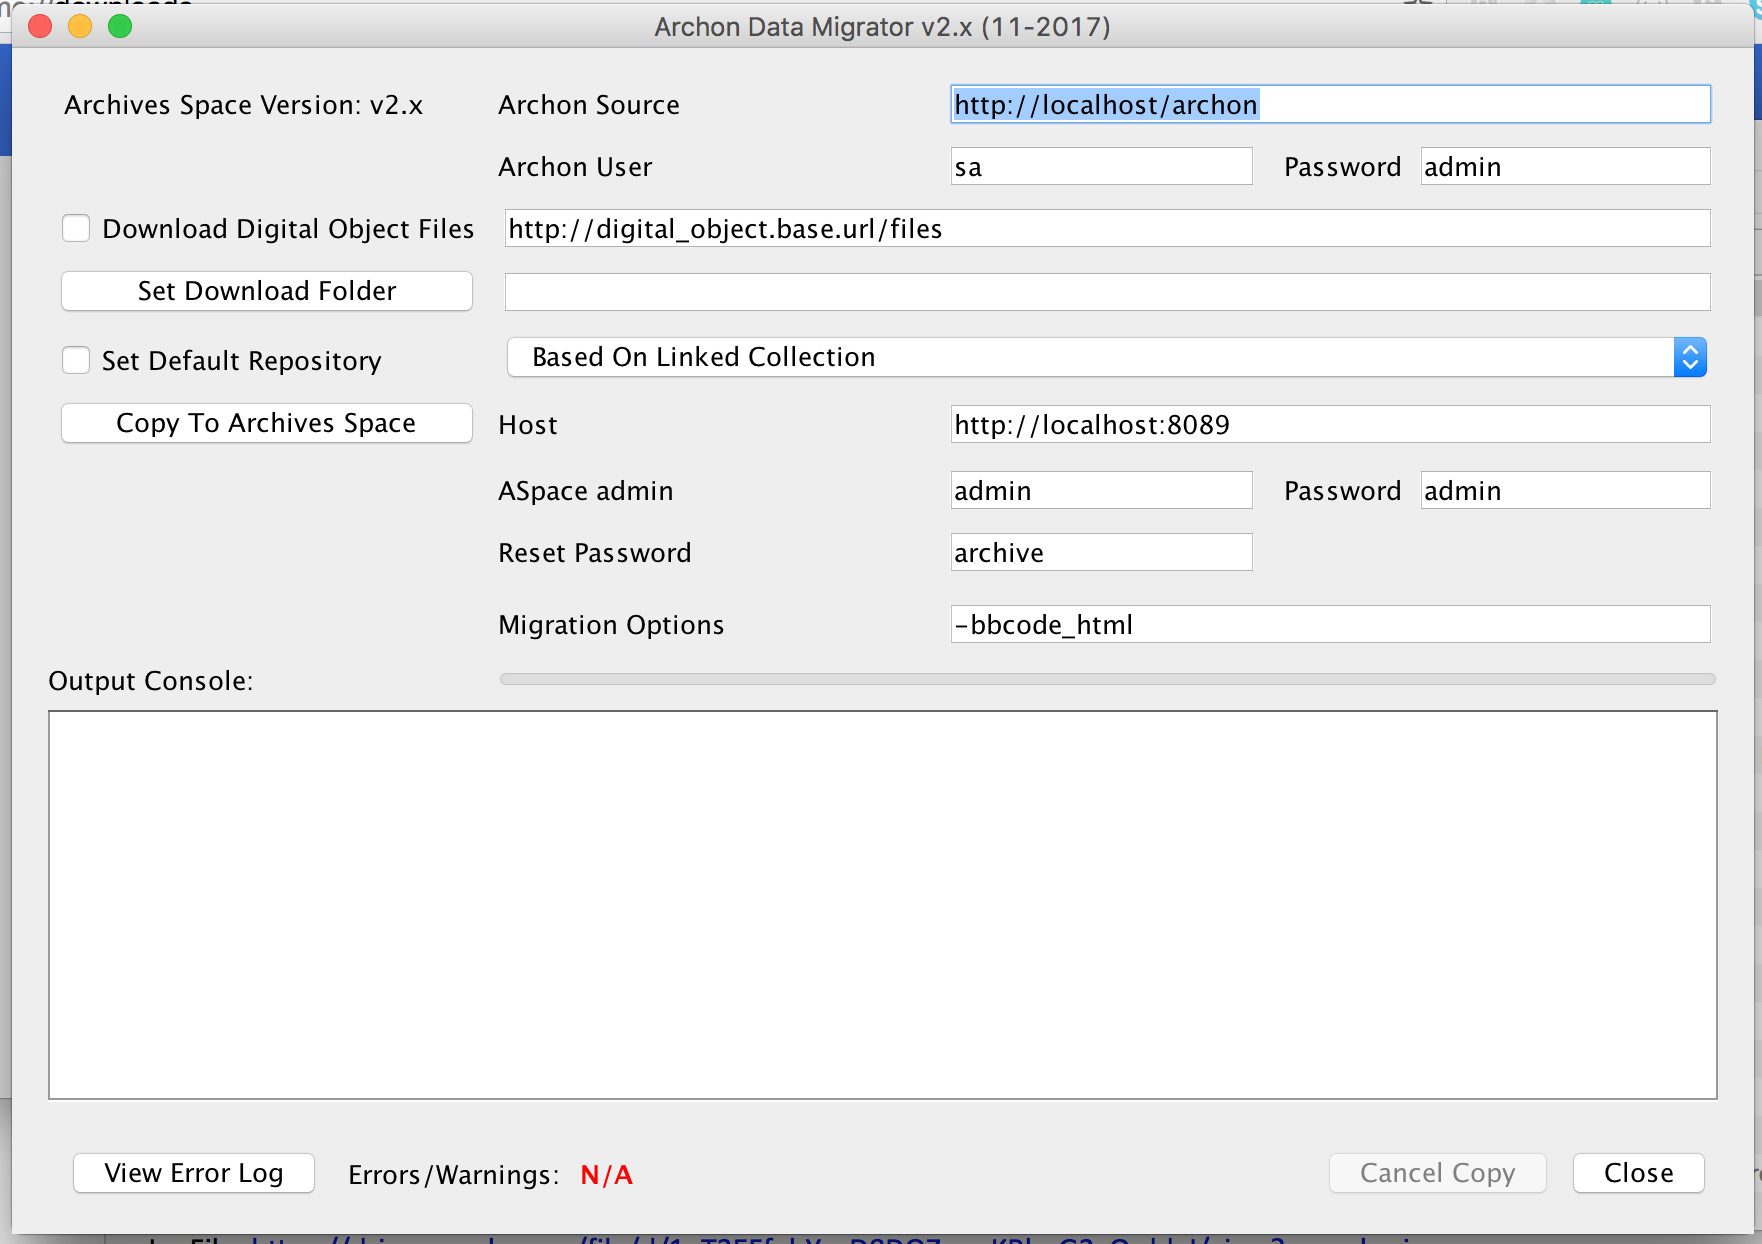 Archon Data Migrator v2.x (11-2017)
Archives Space Version: v2.x Archon Source http://localhost/archon
Archon User sa Password admin
Download Digital Object Files http://digital_object.base.url/files
Set Download Folder
Set Default Repository Based On Linked Collection
Copy To Archives Space Host http://localhost:8089
ASpace admin admin Password admin
Reset Password archive
Migration Options -bbcode_html
Output Console:
View Error Log Errors/Warnings: N/A Cancel Copy Close